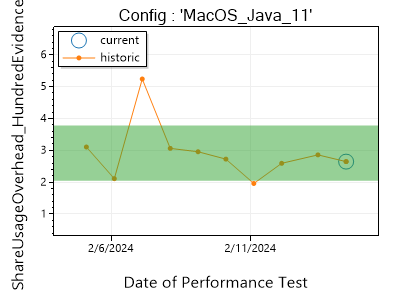 Config : 'MacOS_Java_11'
current
historic
ShareUsageOverhead_HundredEvidence
6
5
4
3
2
1
2/6/2024
2/11/2024
Date of Performance Test